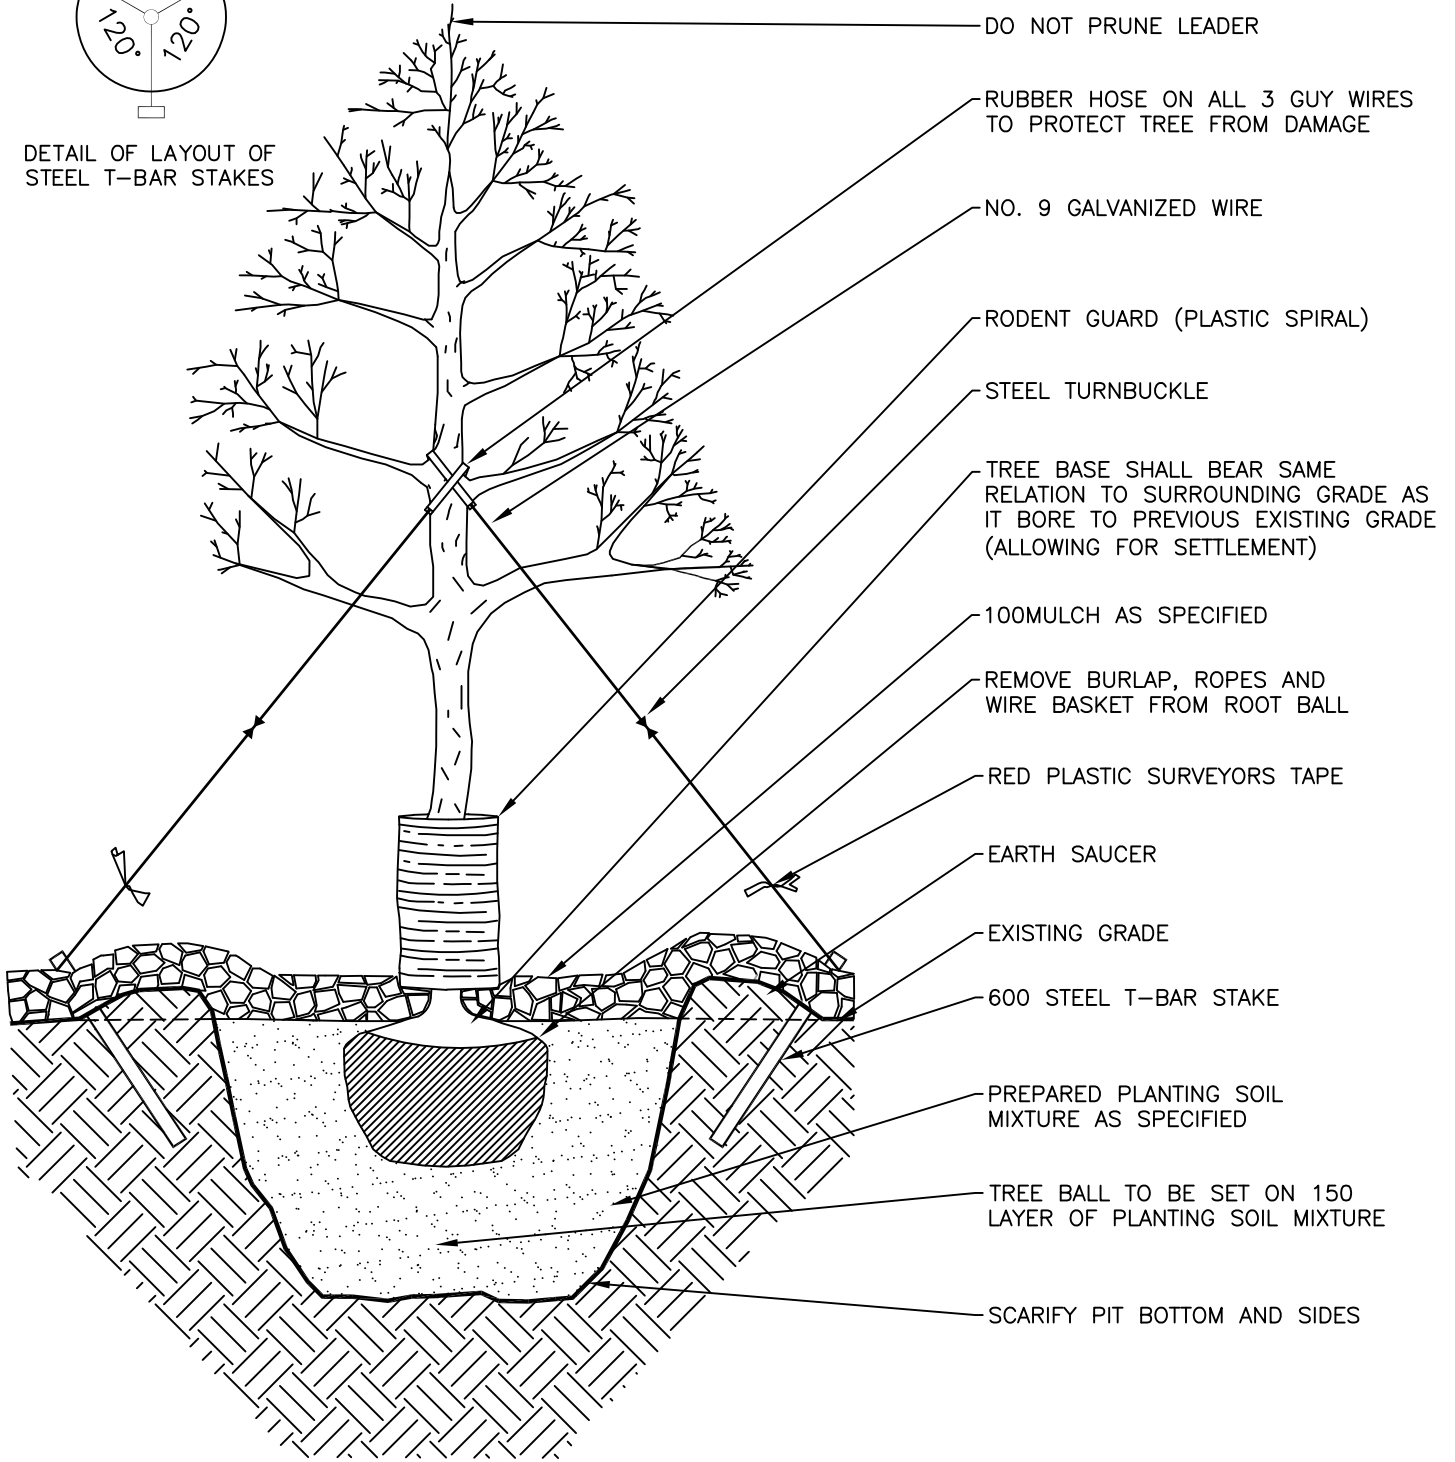 120° 120°
DETAIL OF LAYOUT OF
STEEL T-BAR STAKES
DO NOT PRUNE LEADER
RUBBER HOSE ON ALL 3 GUY WIRES
TO PROTECT TREE FROM DAMAGE
NO. 9 GALVANIZED WIRE
RODENT GUARD (PLASTIC SPIRAL)
STEEL TURNBUCKLE
TREE BASE SHALL BEAR SAME
RELATION TO SURROUNDING GRADE AS
IT BORE TO PREVIOUS EXISTING GRADE
(ALLOWING FOR SETTLEMENT)
100MULCH AS SPECIFIED
REMOVE BURLAP, ROPES AND
WIRE BASKET FROM ROOT BALL
RED PLASTIC SURVEYORS TAPE
EARTH SAUCER
EXISTING GRADE
600 STEEL T-BAR STAKE
PREPARED PLANTING SOIL
MIXTURE AS SPECIFIED
TREE BALL TO BE SET ON 150
LAYER OF PLANTING SOIL MIXTURE
SCARIFY PIT BOTTOM AND SIDES